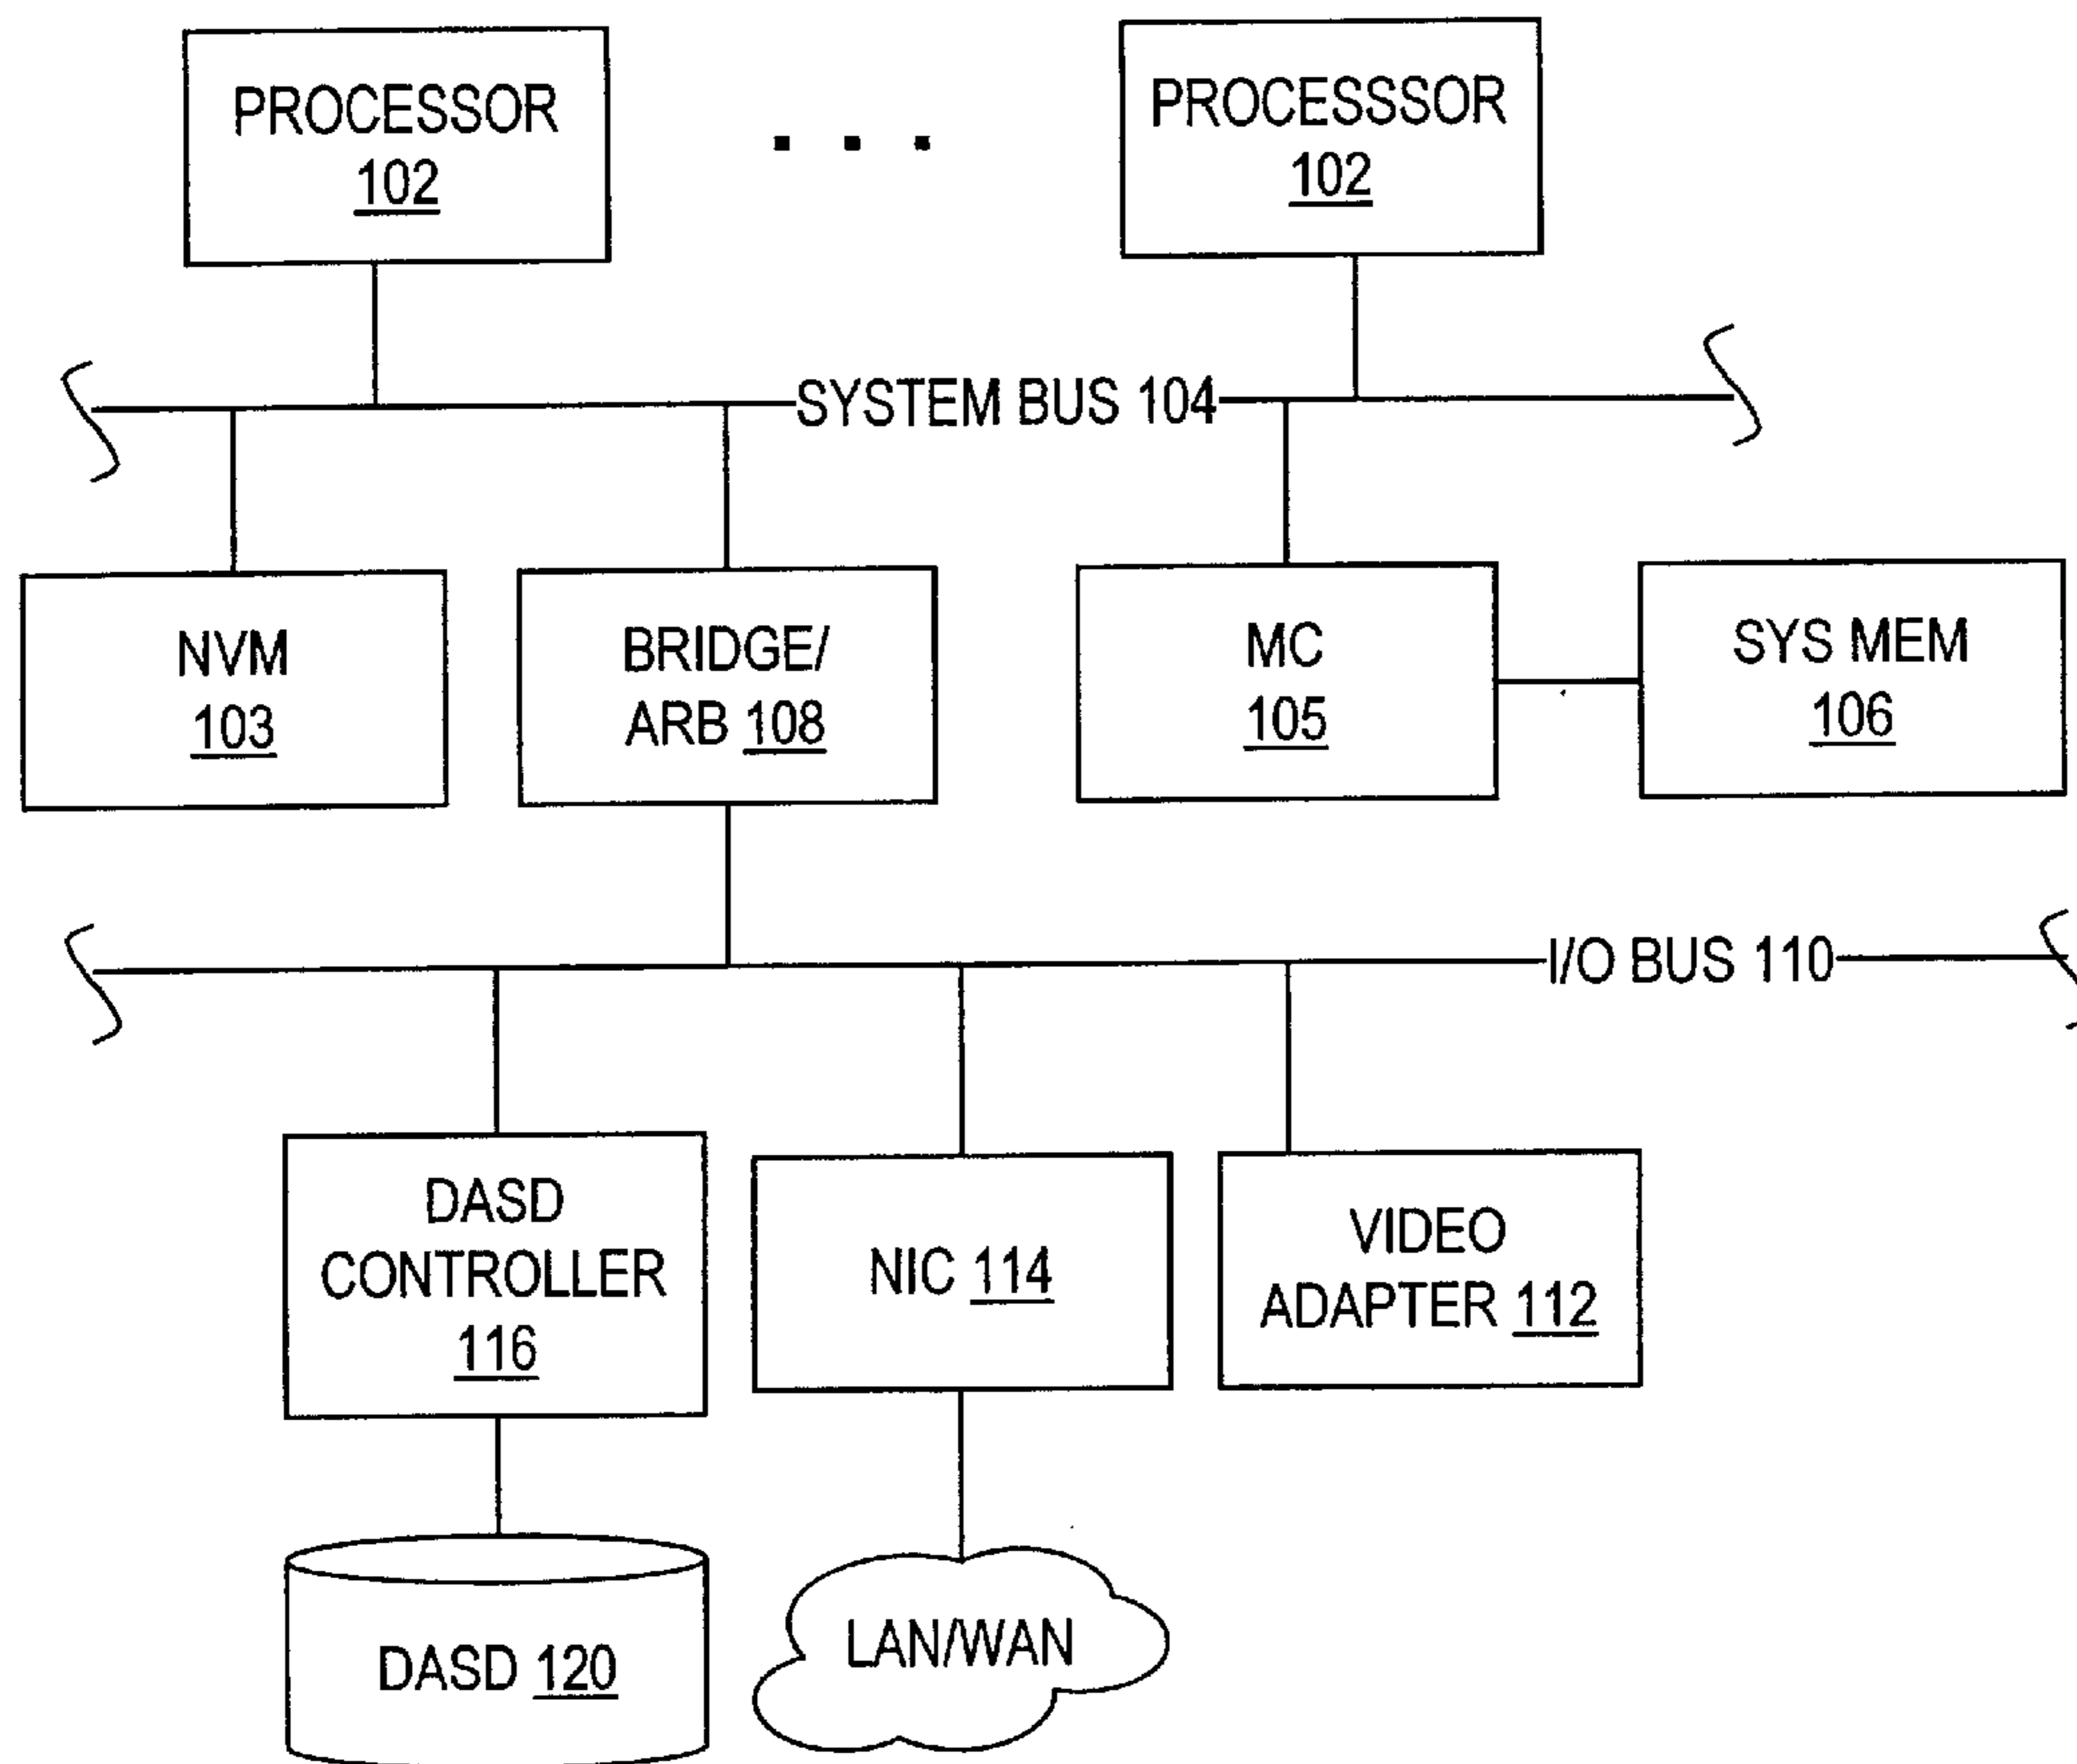 PROCESSOR
102
PROCESSSOR
102
SYSTEM BUS 104
NVM
103
BRIDGE/
ARB 108
MC
105
SYS MEM
106
I/O BUS 110
DASD
CONTROLLER
116
NIC 114
VIDEO
ADAPTER 112
DASD 120
LAN/WAN